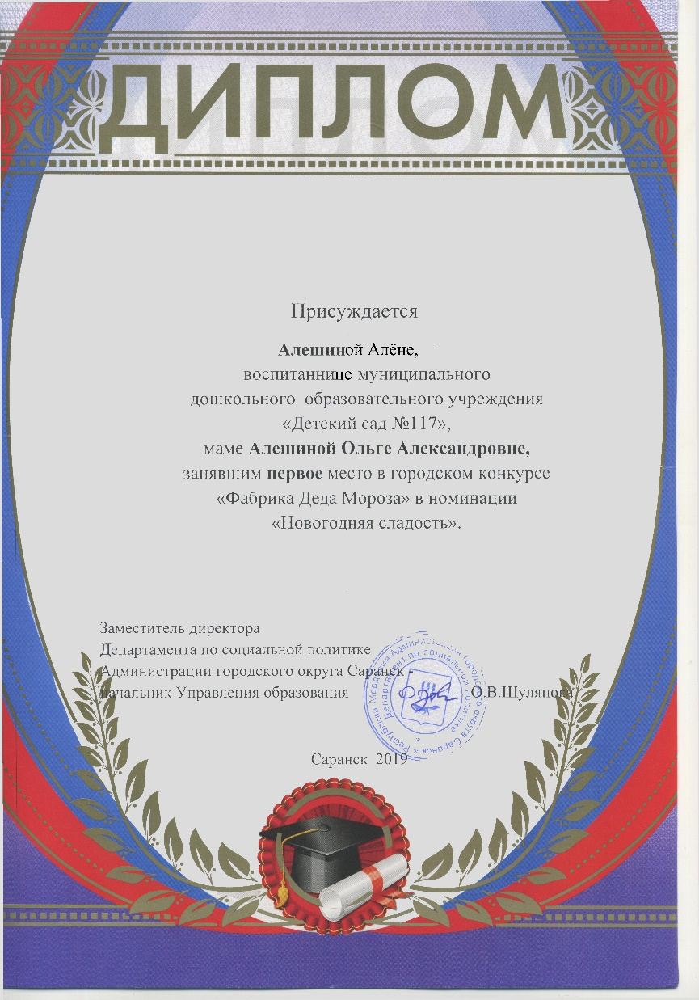 ДИПЛОМ
Присуждается
Алешиной Алёне,
воспитаннице муниципального
дошкольного образовательного учреждения
«Детский сад №117»,
маме Алешиной Ольге Александровне,
занявшим первое место в городском конкурсе
«Фабрика Деда Мороза» в номинации
«Новогодняя сладость».
Заместитель директора
Департамента по социальной политике
Администрации городского округа Саранск -
начальник Управления образования О.В.Шуляпова
Республика Мордовия Администрация городского округа Саранск *
Департамент по социальной политике *
Саранск 2019